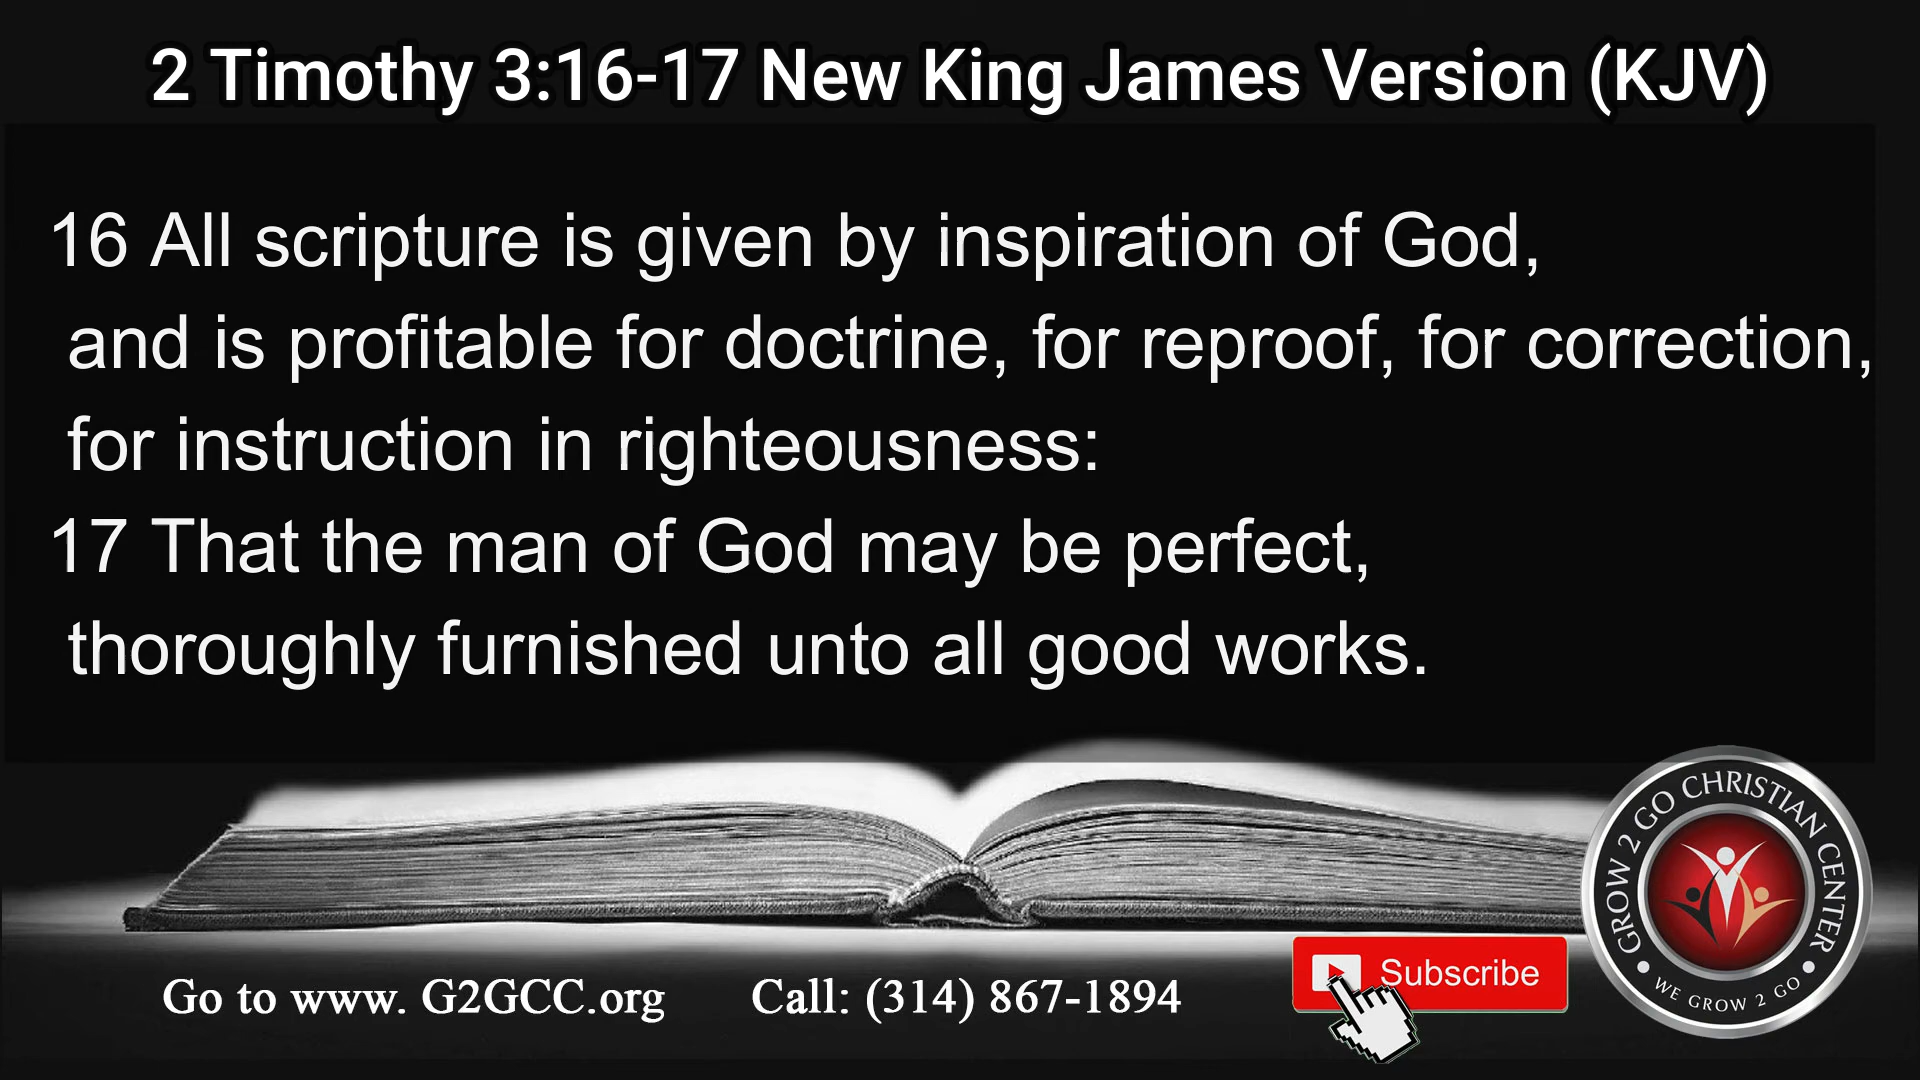 2 Timothy 3:16-17 New King James Version (KJV)
16 All scripture is given by inspiration of God,
and is profitable for doctrine, for reproof, for correction,
for instruction in righteousness:
17 That the man of God may be perfect,
thoroughly furnished unto all good works.
GROW 2 GO CHRISTIAN CENTER
WE GROW 2 GO
Subscribe
Go to www. G2GCC.org Call: (314) 867-1894